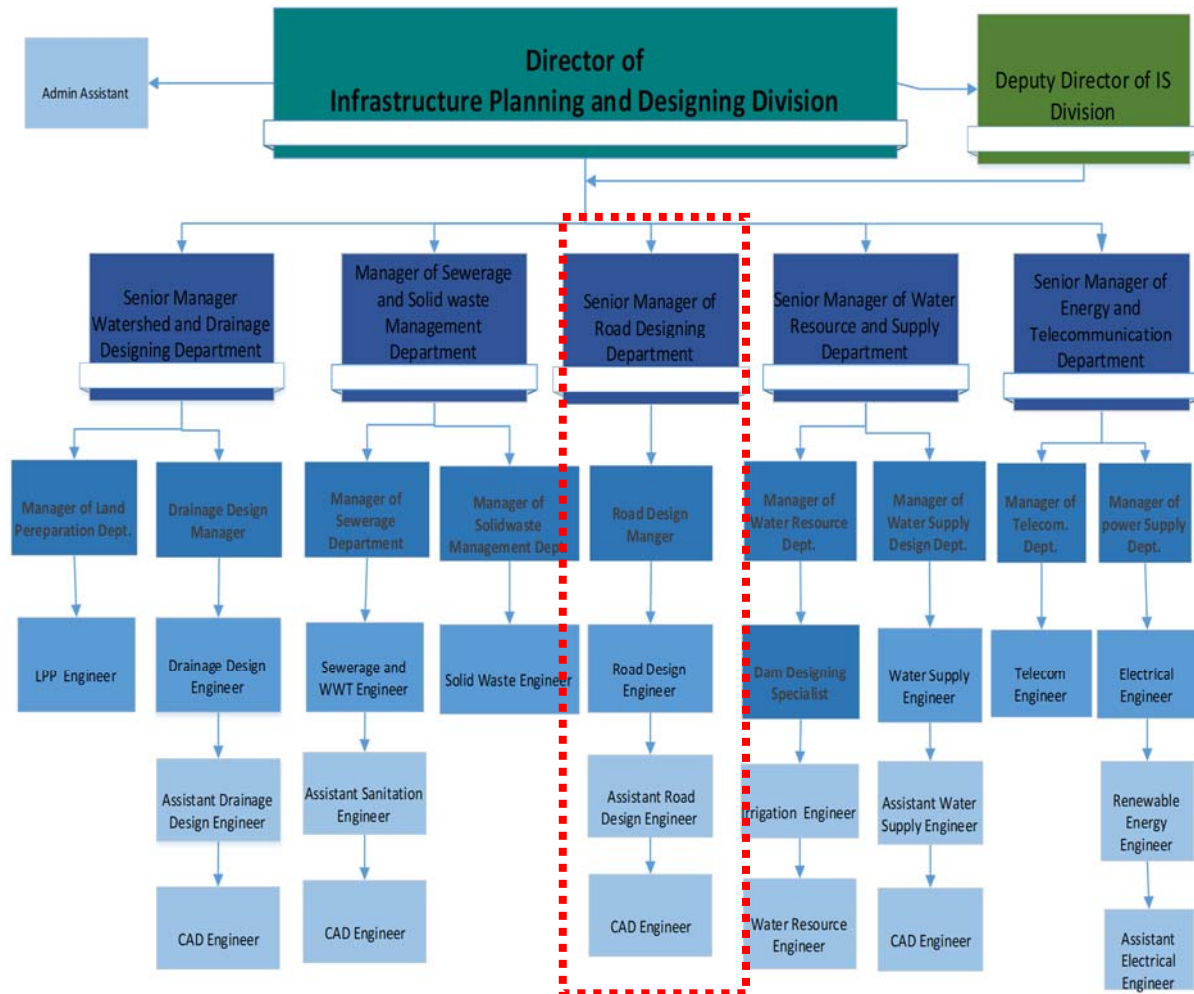 Admin Assistant
Director of
Infrastructure Planning and Designing Division
Deputy Director of IS
Division
Senior Manager
Watershed and Drainage
Designing Department
Manager of Sewerage
and Solid waste
Management
Department
Senior Manager of
Road Designing
Department
Senior Manager of Water
Resource and Supply
Department
Senior Manager of
Energy and
Telecommunication
Department
Manager of Land
Pereparation Dept.
Drainage Design
Manager
Manager of
Sewerage
Department
Manager of
Solidwaste
Management Dept
Road Design
Manger
Manager of
Water Resource
Dept.
Manager of
Water Supply
Design Dept.
Manager of
Telecom.
Dept.
Manager of
power Supply
Dept.
LPP Engineer
Drainage Design
Engineer
Sewerage and
WWT Engineer
Solid Waste Engineer
Road Design
Engineer
Dam Designing
Specialist
Water Supply
Engineer
Telecom
Engineer
Electrical
Engineer
Assistant Drainage
Design Engineer
Assistant Sanitation
Engineer
Assistant Road
Design Engineer
Irrigation Engineer
Assistant Water
Supply Engineer
Renewable
Energy
Engineer
CAD Engineer
CAD Engineer
CAD Engineer
Water Resource
Engineer
CAD Engineer
Assistant
Electrical
Engineer